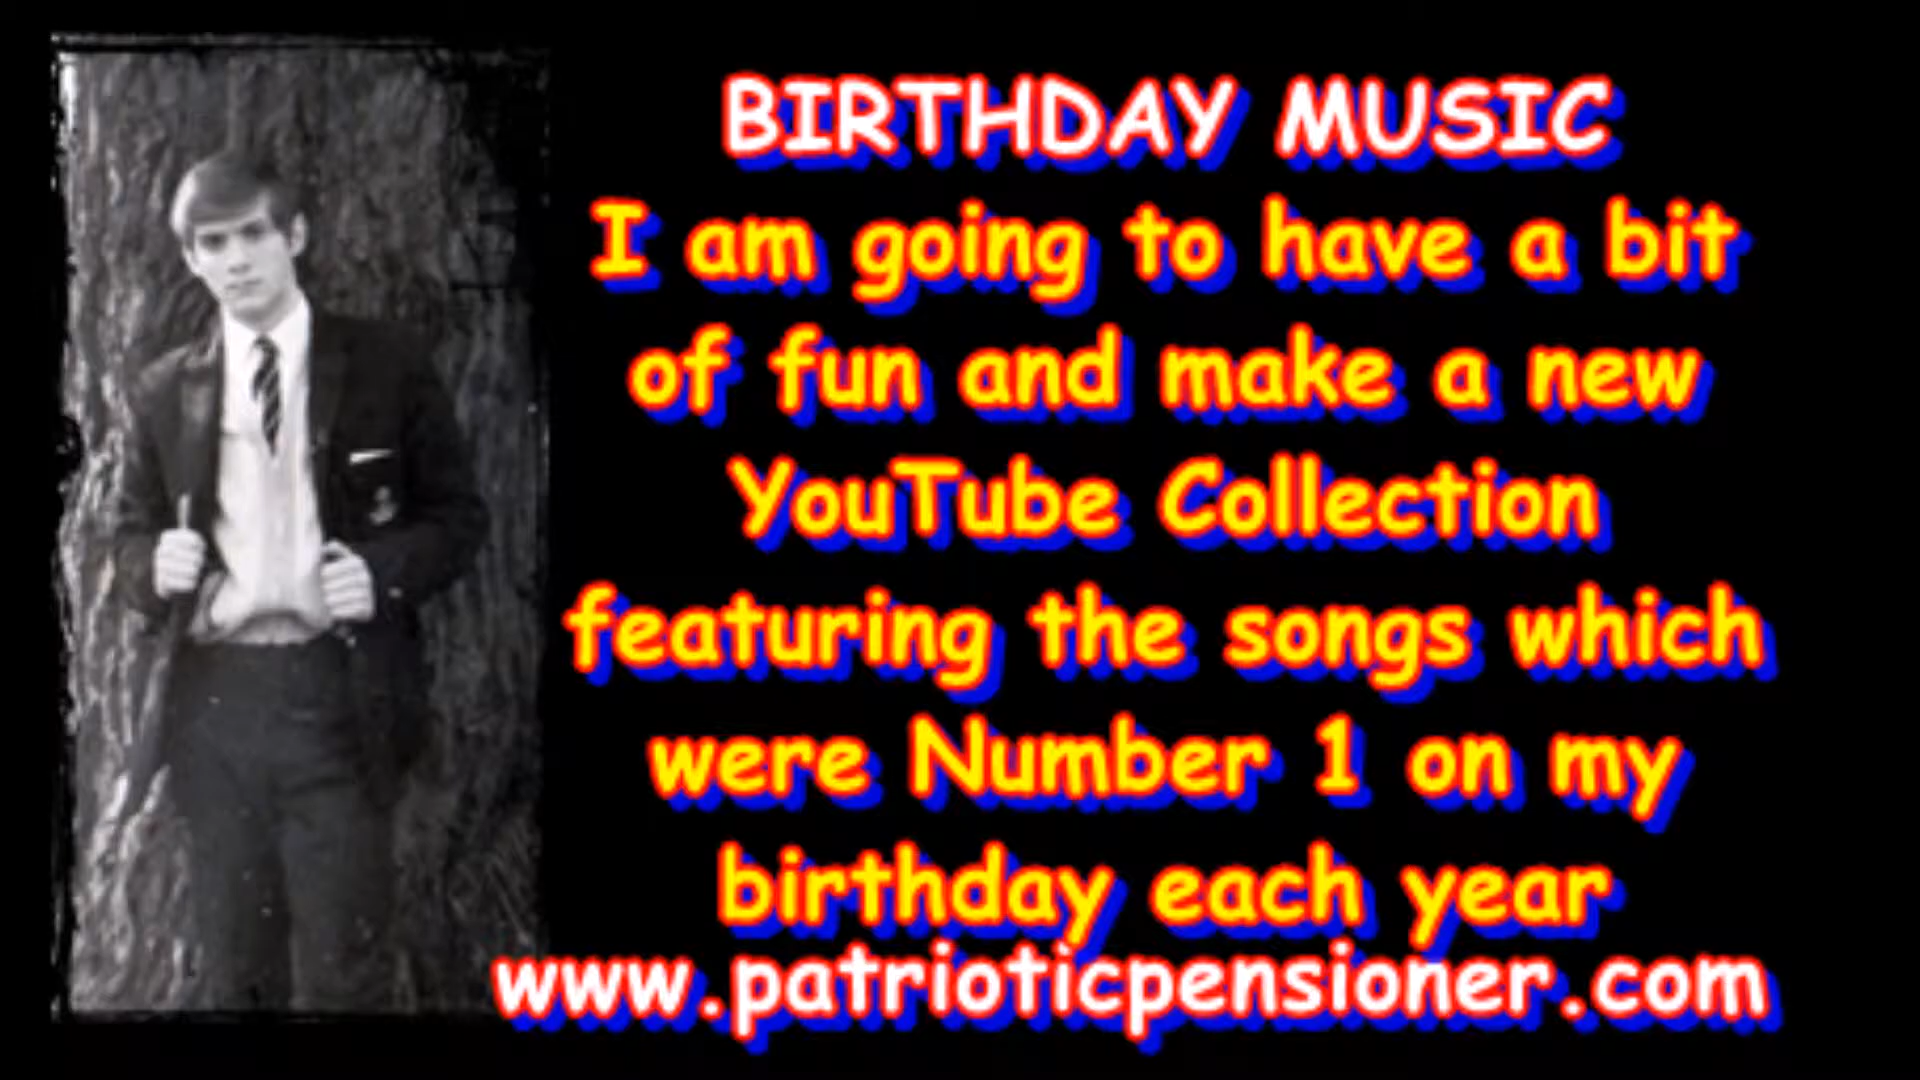 BIRTHDAY MUSIC
I am going to have a bit
of fun and make a new
YouTube Collection
featuring the songs which
were Number 1 on my
birthday each year
www.patrioticpensioner.com